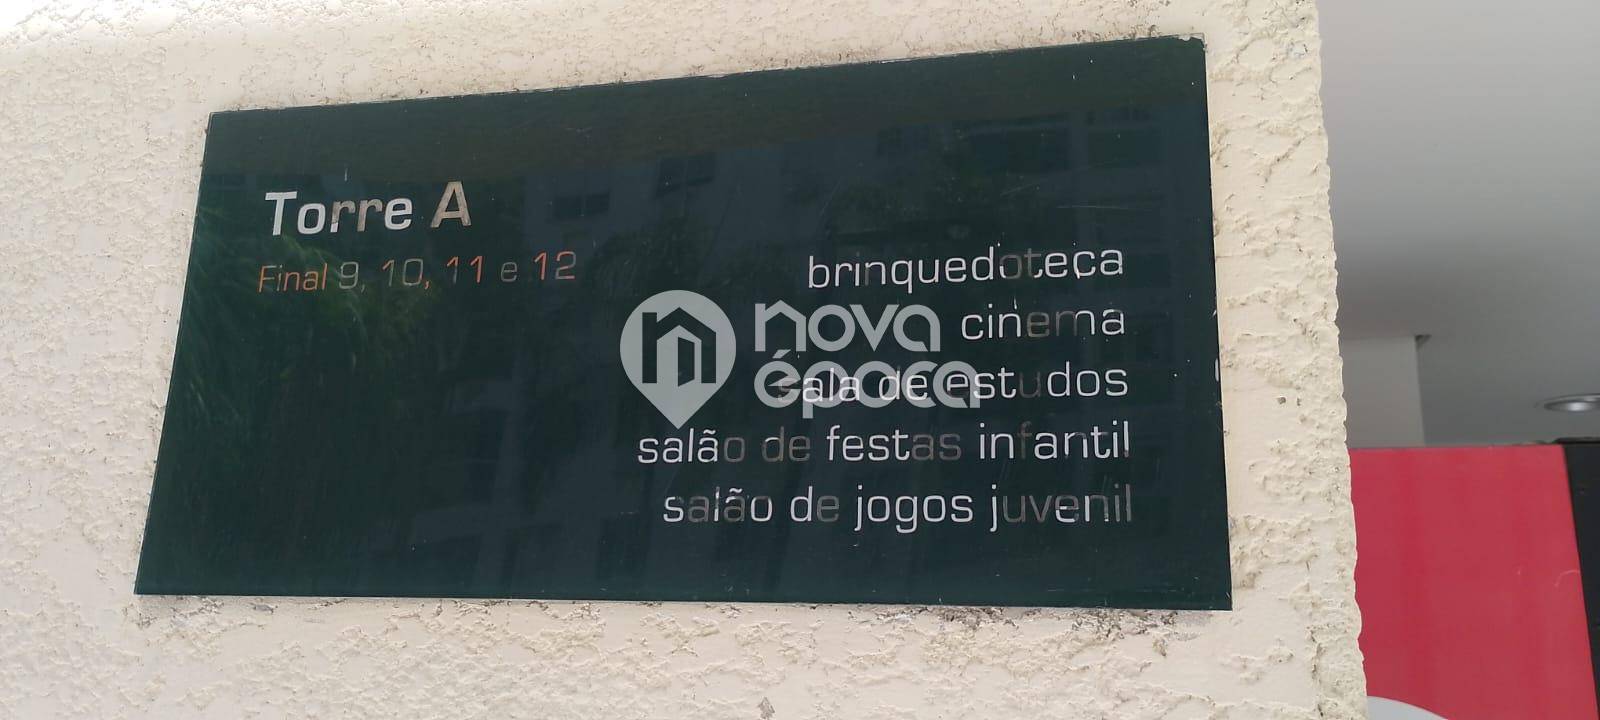 Torre A
Final 9, 10, 11 e 12
brinquedoteca
cinema
sala de estudos
salão de festas infantil
salão de jogos juvenil
nova
época